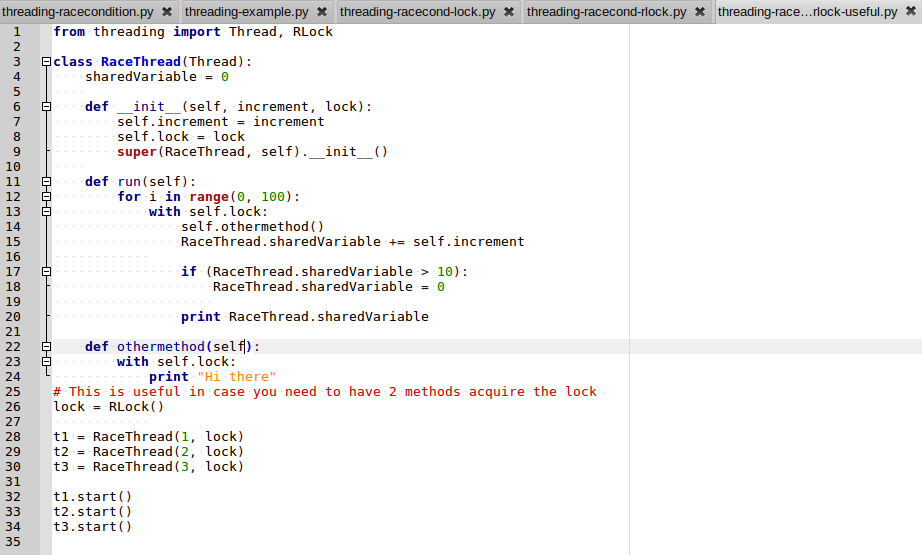 threading-racecondition.py threading-example.py threading-racecond-lock.py threading-racecond-rlock.py threading-race...rlock-useful.py
1 from threading import Thread, RLock
2
3 class RaceThread(Thread):
4     sharedVariable = 0
5
6     def __init__(self, increment, lock):
7         self.increment = increment
8         self.lock = lock
9         super(RaceThread, self).__init__()
10
11     def run(self):
12         for i in range(0, 100):
13             with self.lock:
14                 self.othermethod()
15                 RaceThread.sharedVariable += self.increment
16
17                 if (RaceThread.sharedVariable > 10):
18                     RaceThread.sharedVariable = 0
19
20                 print RaceThread.sharedVariable
21
22     def othermethod(self):
23         with self.lock:
24             print "Hi there"
25 # This is useful in case you need to have 2 methods acquire the lock
26 lock = RLock()
27
28 t1 = RaceThread(1, lock)
29 t2 = RaceThread(2, lock)
30 t3 = RaceThread(3, lock)
31
32 t1.start()
33 t2.start()
34 t3.start()
35